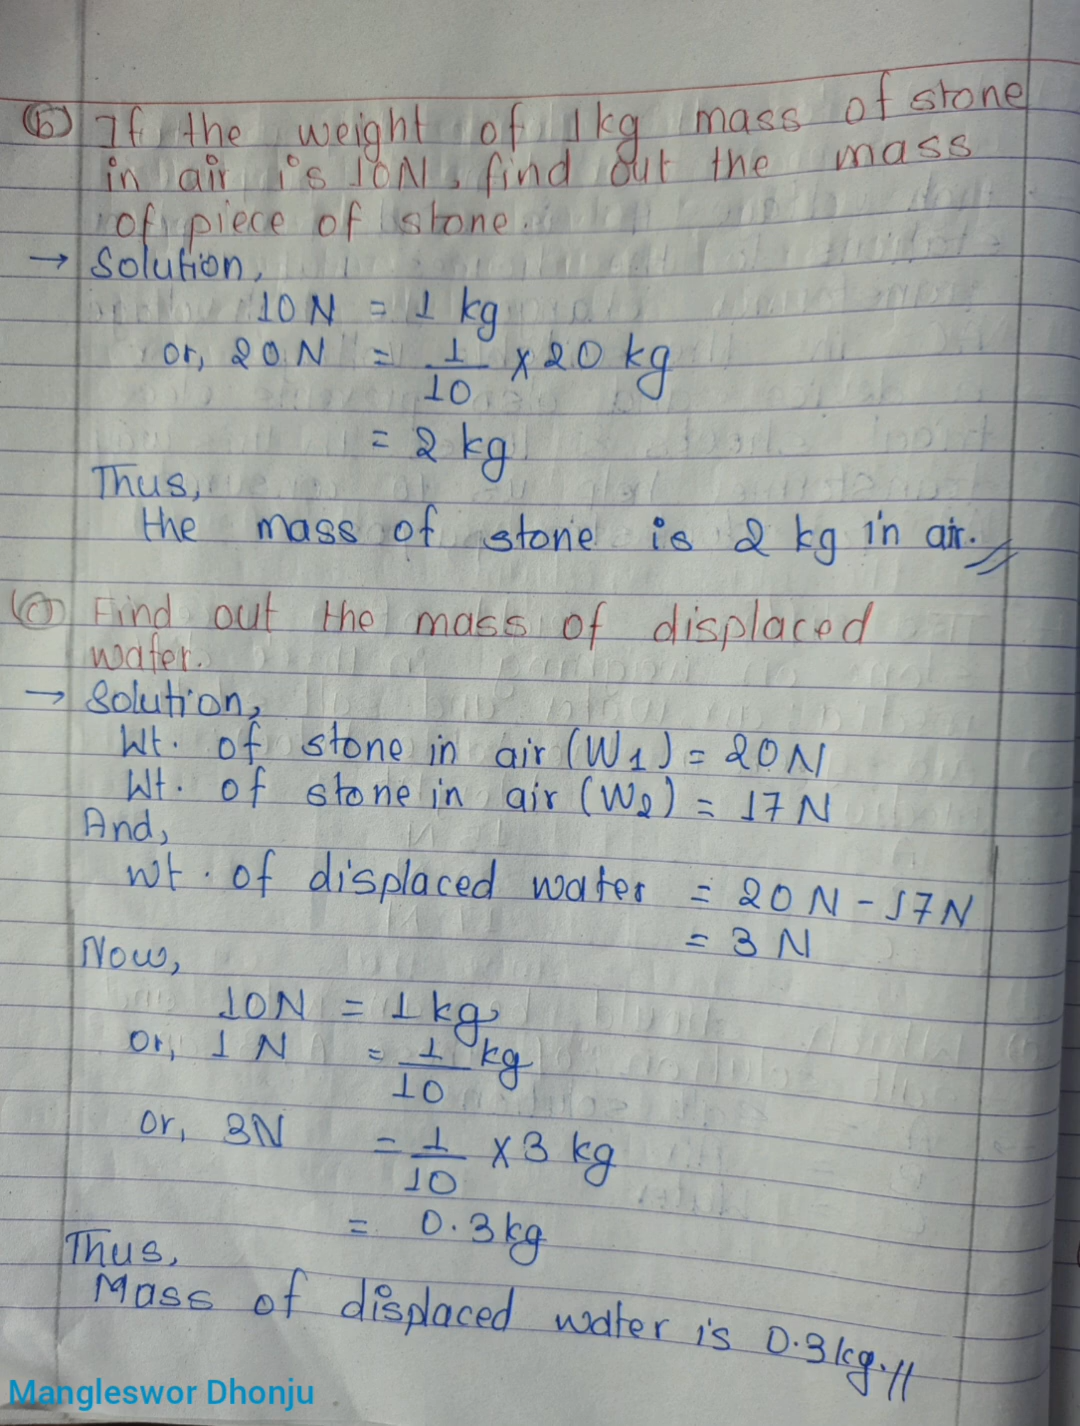 (b) If the weight of 1kg mass of stone
in air is 10N, find out the mass
of piece of stone.
→ Solution,
10 N = 1 kg
or, 20 N = 1/10 × 20 kg
= 2 kg
Thus,
the mass of stone is 2 kg in air.
(c) Find out the mass of displaced
water.
→ Solution,
Wt. of stone in air (W1) = 20N
Wt. of stone in air (W2) = 17 N
And,
wt. of displaced water = 20 N - 17 N
= 3 N
Now,
10N = 1 kg
or, 1 N = 1/10 kg
or, 3N = 1/10 × 3 kg
= 0.3 kg
Thus,
Mass of displaced water is 0.3 kg.//
Mangleswor Dhonju